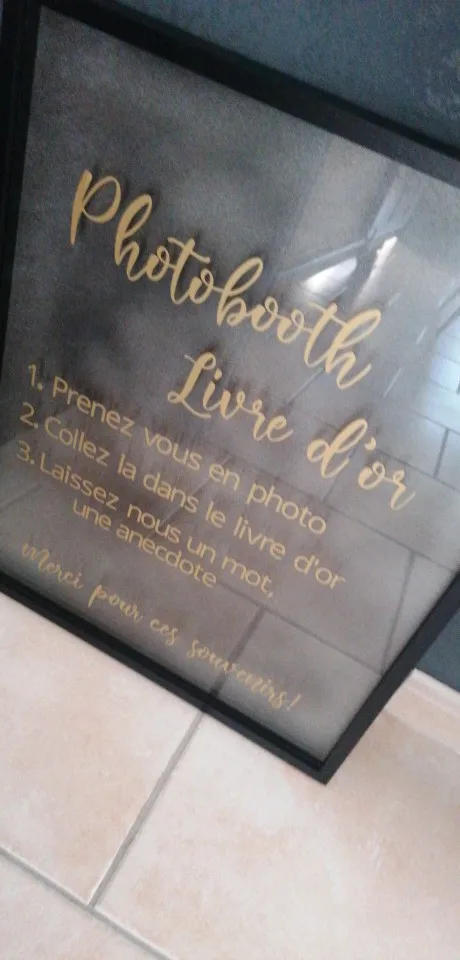 Photobooth
Livre d'or
1. Prenez vous en photo
2. Collez la dans le livre d'or
3. Laissez nous un mot,
une anecdote
Merci pour ces souvenirs!